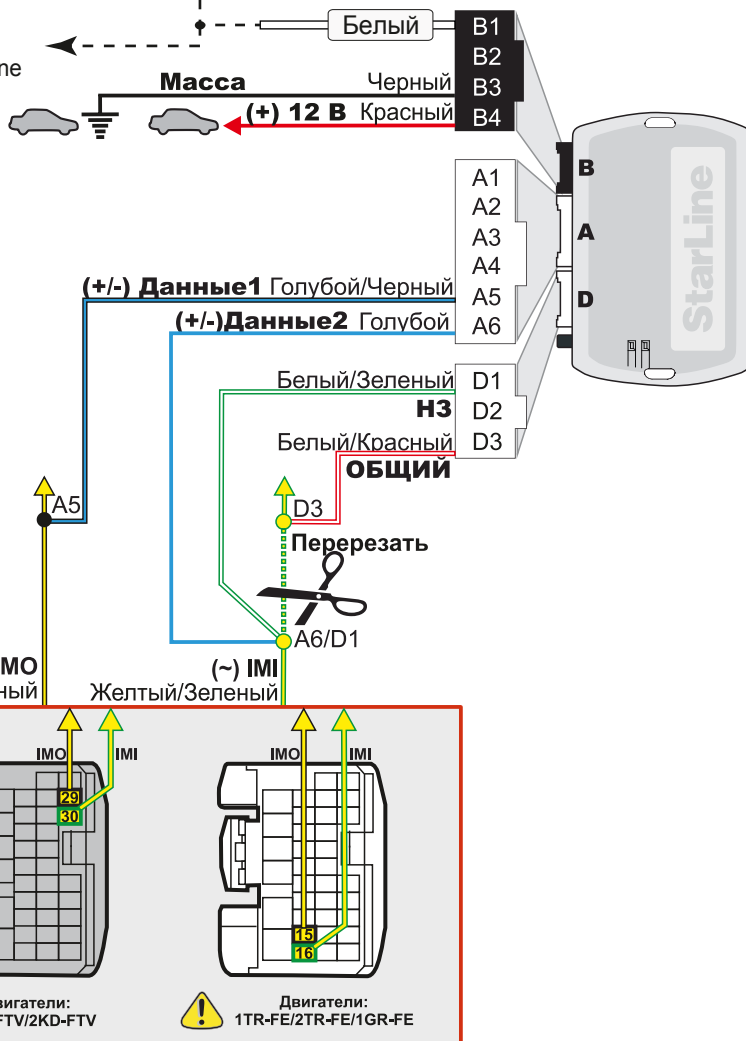 Белый
B1
B2
ne
Масса
Черный
B3
(+) 12 В
Красный
B4
B
A
D
StarLine
A1
A2
A3
A4
(+/-) Данные1
Голубой/Черный
A5
(+/-)Данные2
Голубой
A6
Белый/Зеленый
D1
НЗ
D2
Белый/Красный
D3
ОБЩИЙ
A5
D3
Перерезать
A6/D1
MO
ный
(~) IMI
Желтый/Зеленый
IMO
IMI
29
30
IMO
IMI
15
16
вигатели:
FTV/2KD-FTV
Двигатели:
1TR-FE/2TR-FE/1GR-FE